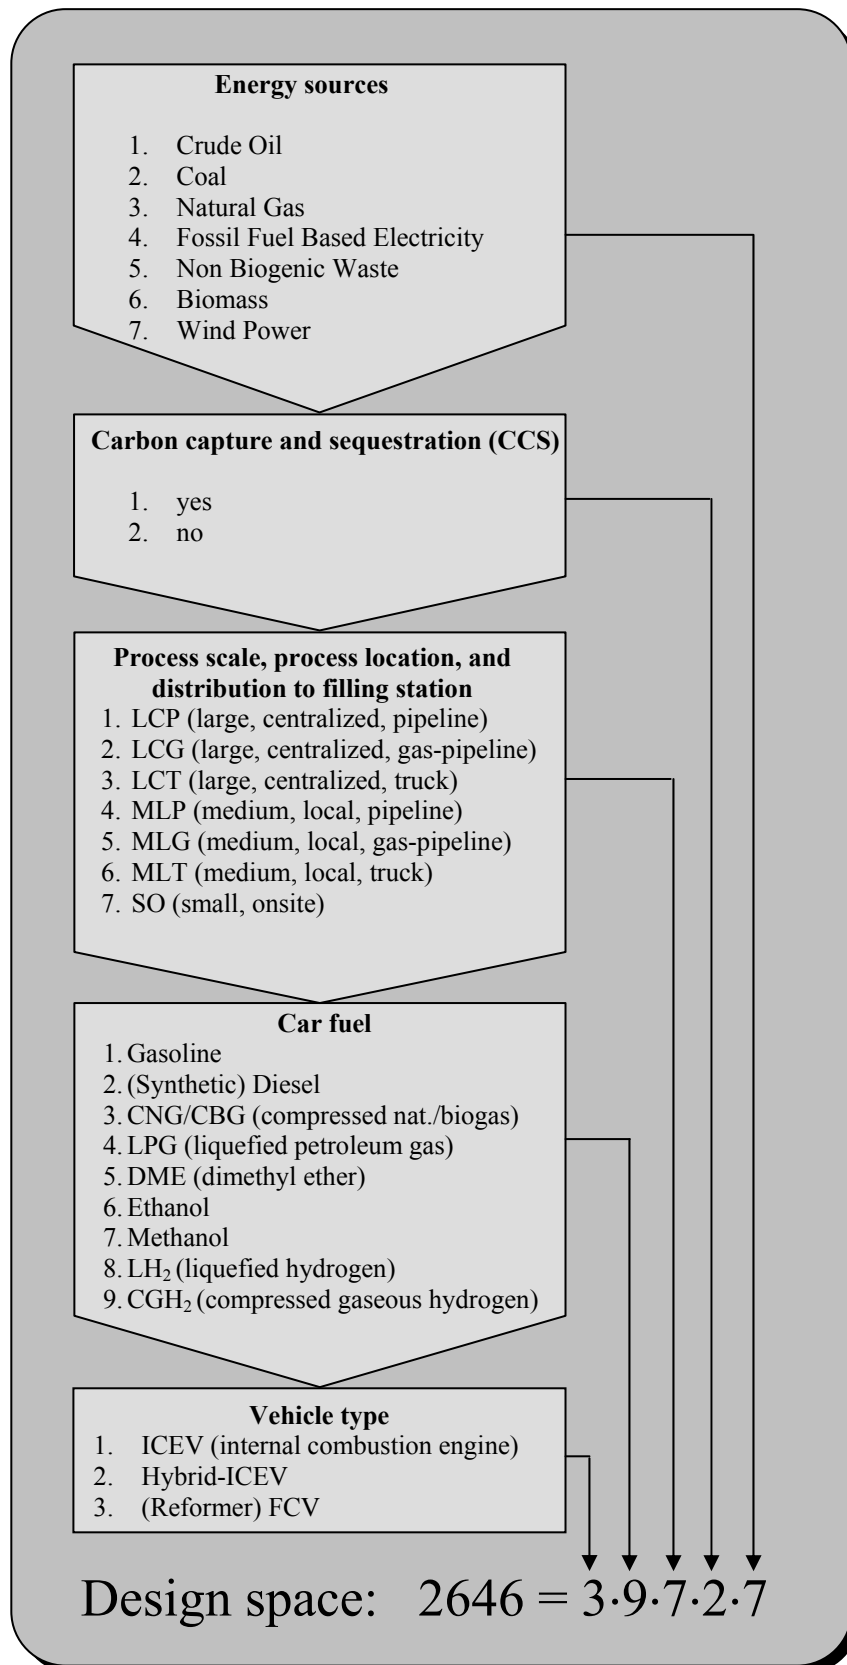 Energy sources
1. Crude Oil
2. Coal
3. Natural Gas
4. Fossil Fuel Based Electricity
5. Non Biogenic Waste
6. Biomass
7. Wind Power
Carbon capture and sequestration (CCS)
1. yes
2. no
Process scale, process location, and
distribution to filling station
1. LCP (large, centralized, pipeline)
2. LCG (large, centralized, gas-pipeline)
3. LCT (large, centralized, truck)
4. MLP (medium, local, pipeline)
5. MLG (medium, local, gas-pipeline)
6. MLT (medium, local, truck)
7. SO (small, onsite)
Car fuel
1. Gasoline
2. (Synthetic) Diesel
3. CNG/CBG (compressed nat./biogas)
4. LPG (liquefied petroleum gas)
5. DME (dimethyl ether)
6. Ethanol
7. Methanol
8. LH₂ (liquefied hydrogen)
9. CGH₂ (compressed gaseous hydrogen)
Vehicle type
1. ICEV (internal combustion engine)
2. Hybrid-ICEV
3. (Reformer) FCV
Design space: 2646 = 3·9·7·2·7